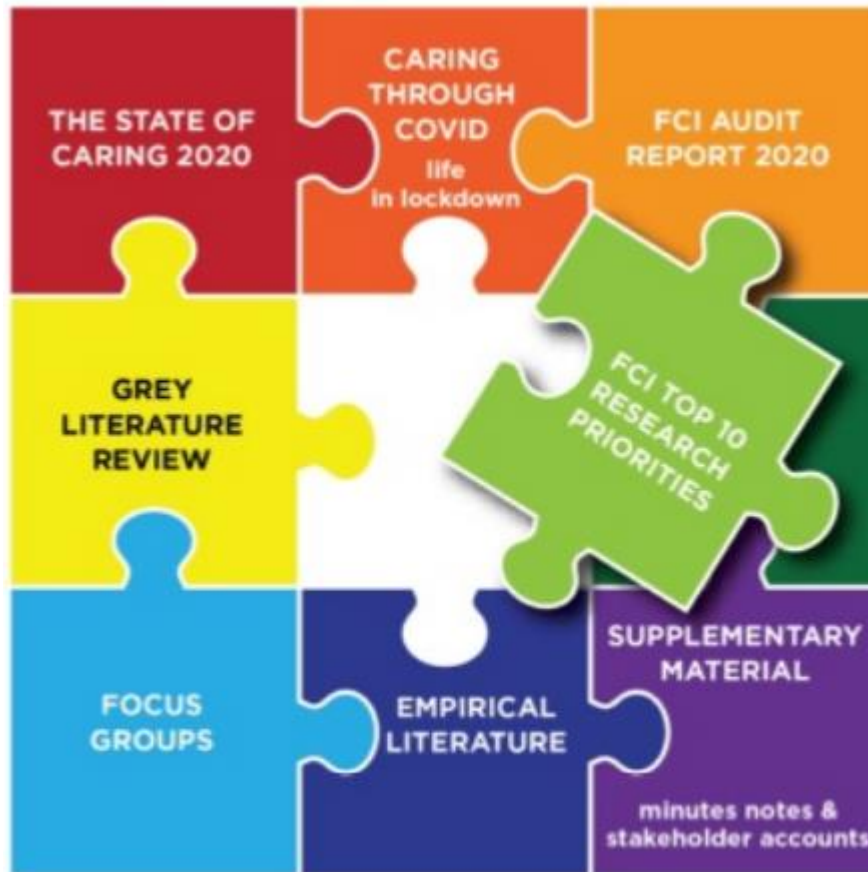 THE STATE OF
CARING 2020
CARING
THROUGH
COVID
life
in lockdown
FCI AUDIT
REPORT 2020
GREY
LITERATURE
REVIEW
FCI TOP 10
RESEARCH
PRIORITIES
FOCUS
GROUPS
EMPIRICAL
LITERATURE
SUPPLEMENTARY
MATERIAL
minutes notes &
stakeholder accounts